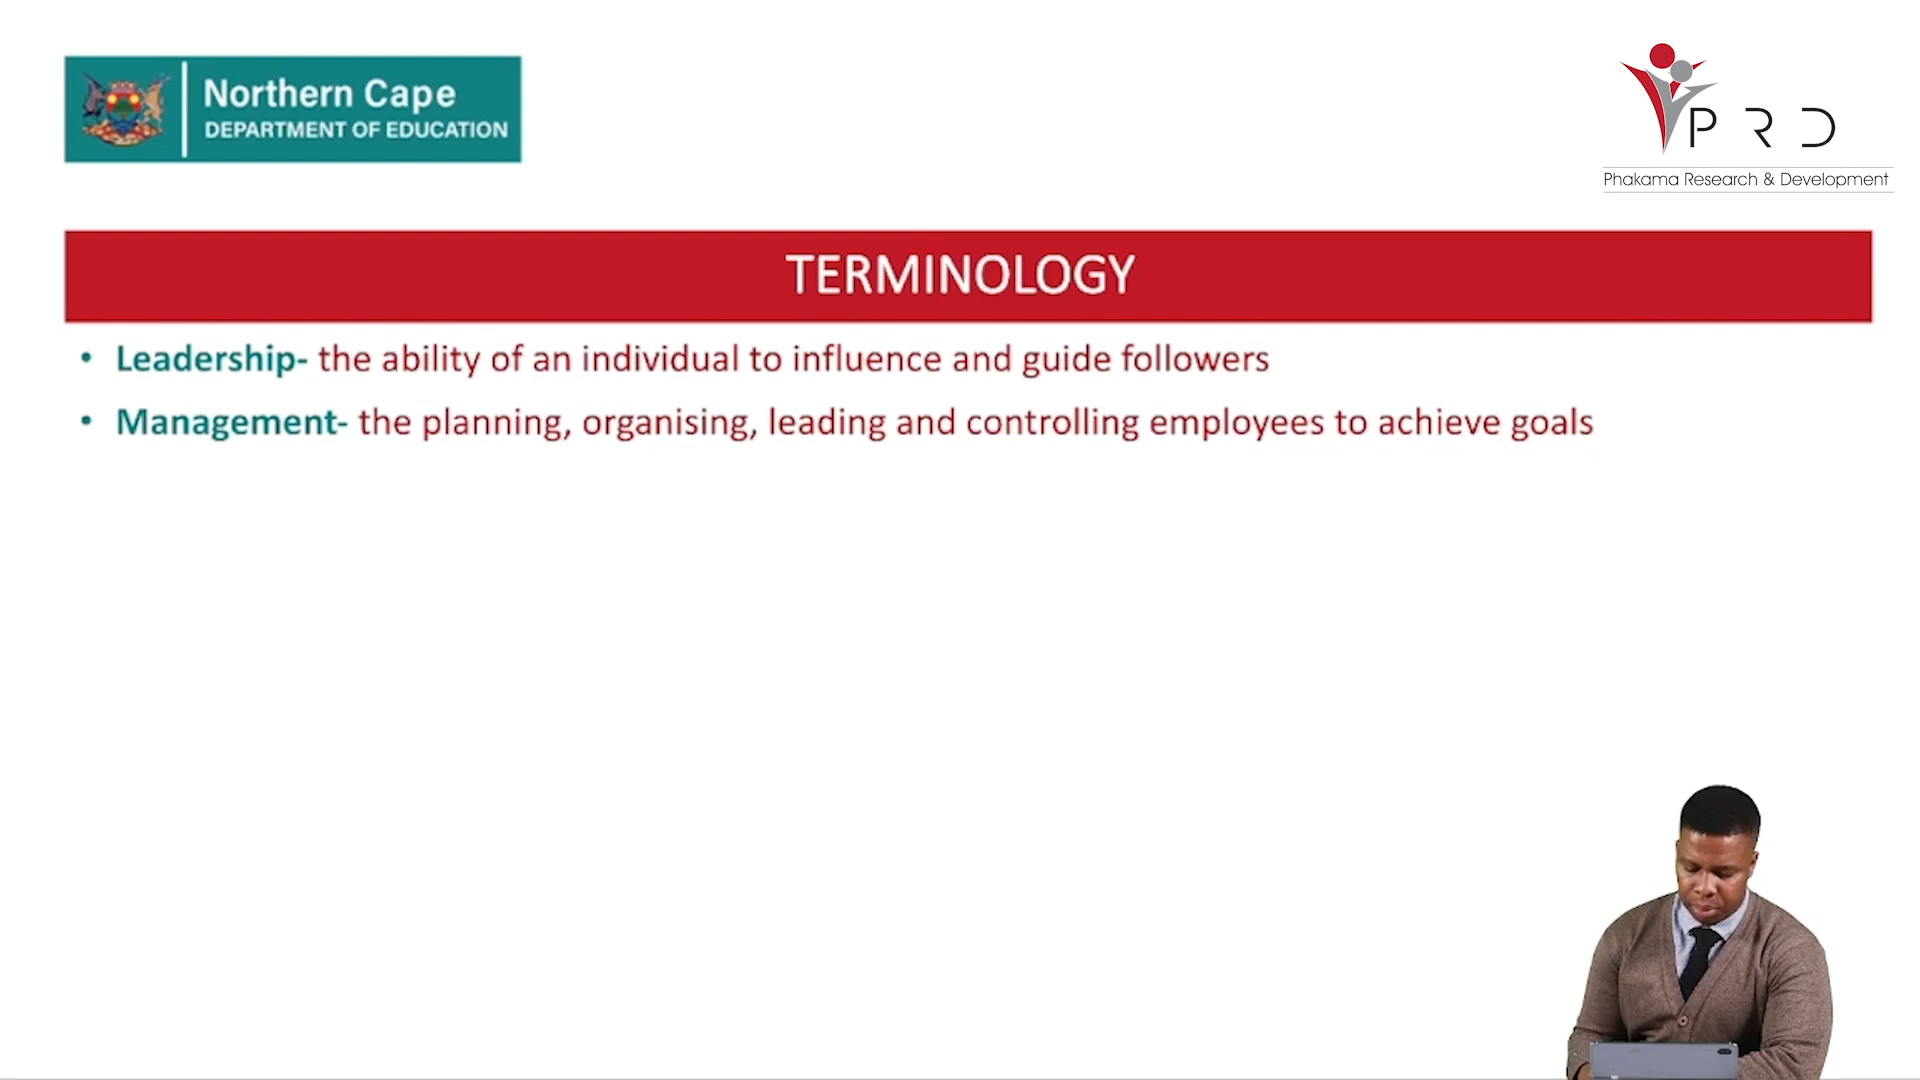 Northern Cape
DEPARTMENT OF EDUCATION
P R D
Phakama Research & Development
TERMINOLOGY
• Leadership- the ability of an individual to influence and guide followers
• Management- the planning, organising, leading and controlling employees to achieve goals